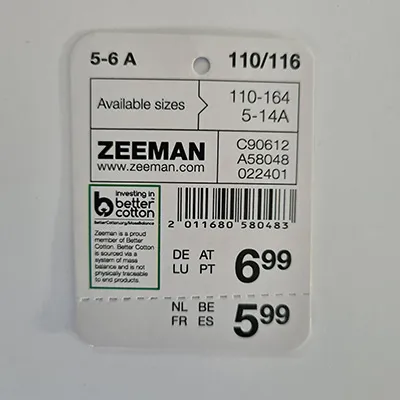 5-6 A 110/116
Available sizes 110-164
5-14A
ZEEMAN
www.zeeman.com
C90612
A58048
022401
investing in
better
cotton
BetterCotton.org/MassBalance
Zeeman is a proud
member of Better
Cotton. Better Cotton
is sourced via a
system of mass
balance and is not
physically traceable
to end products.
2 011680 580483
DE AT
LU PT
6.99
NL BE
FR ES
5.99